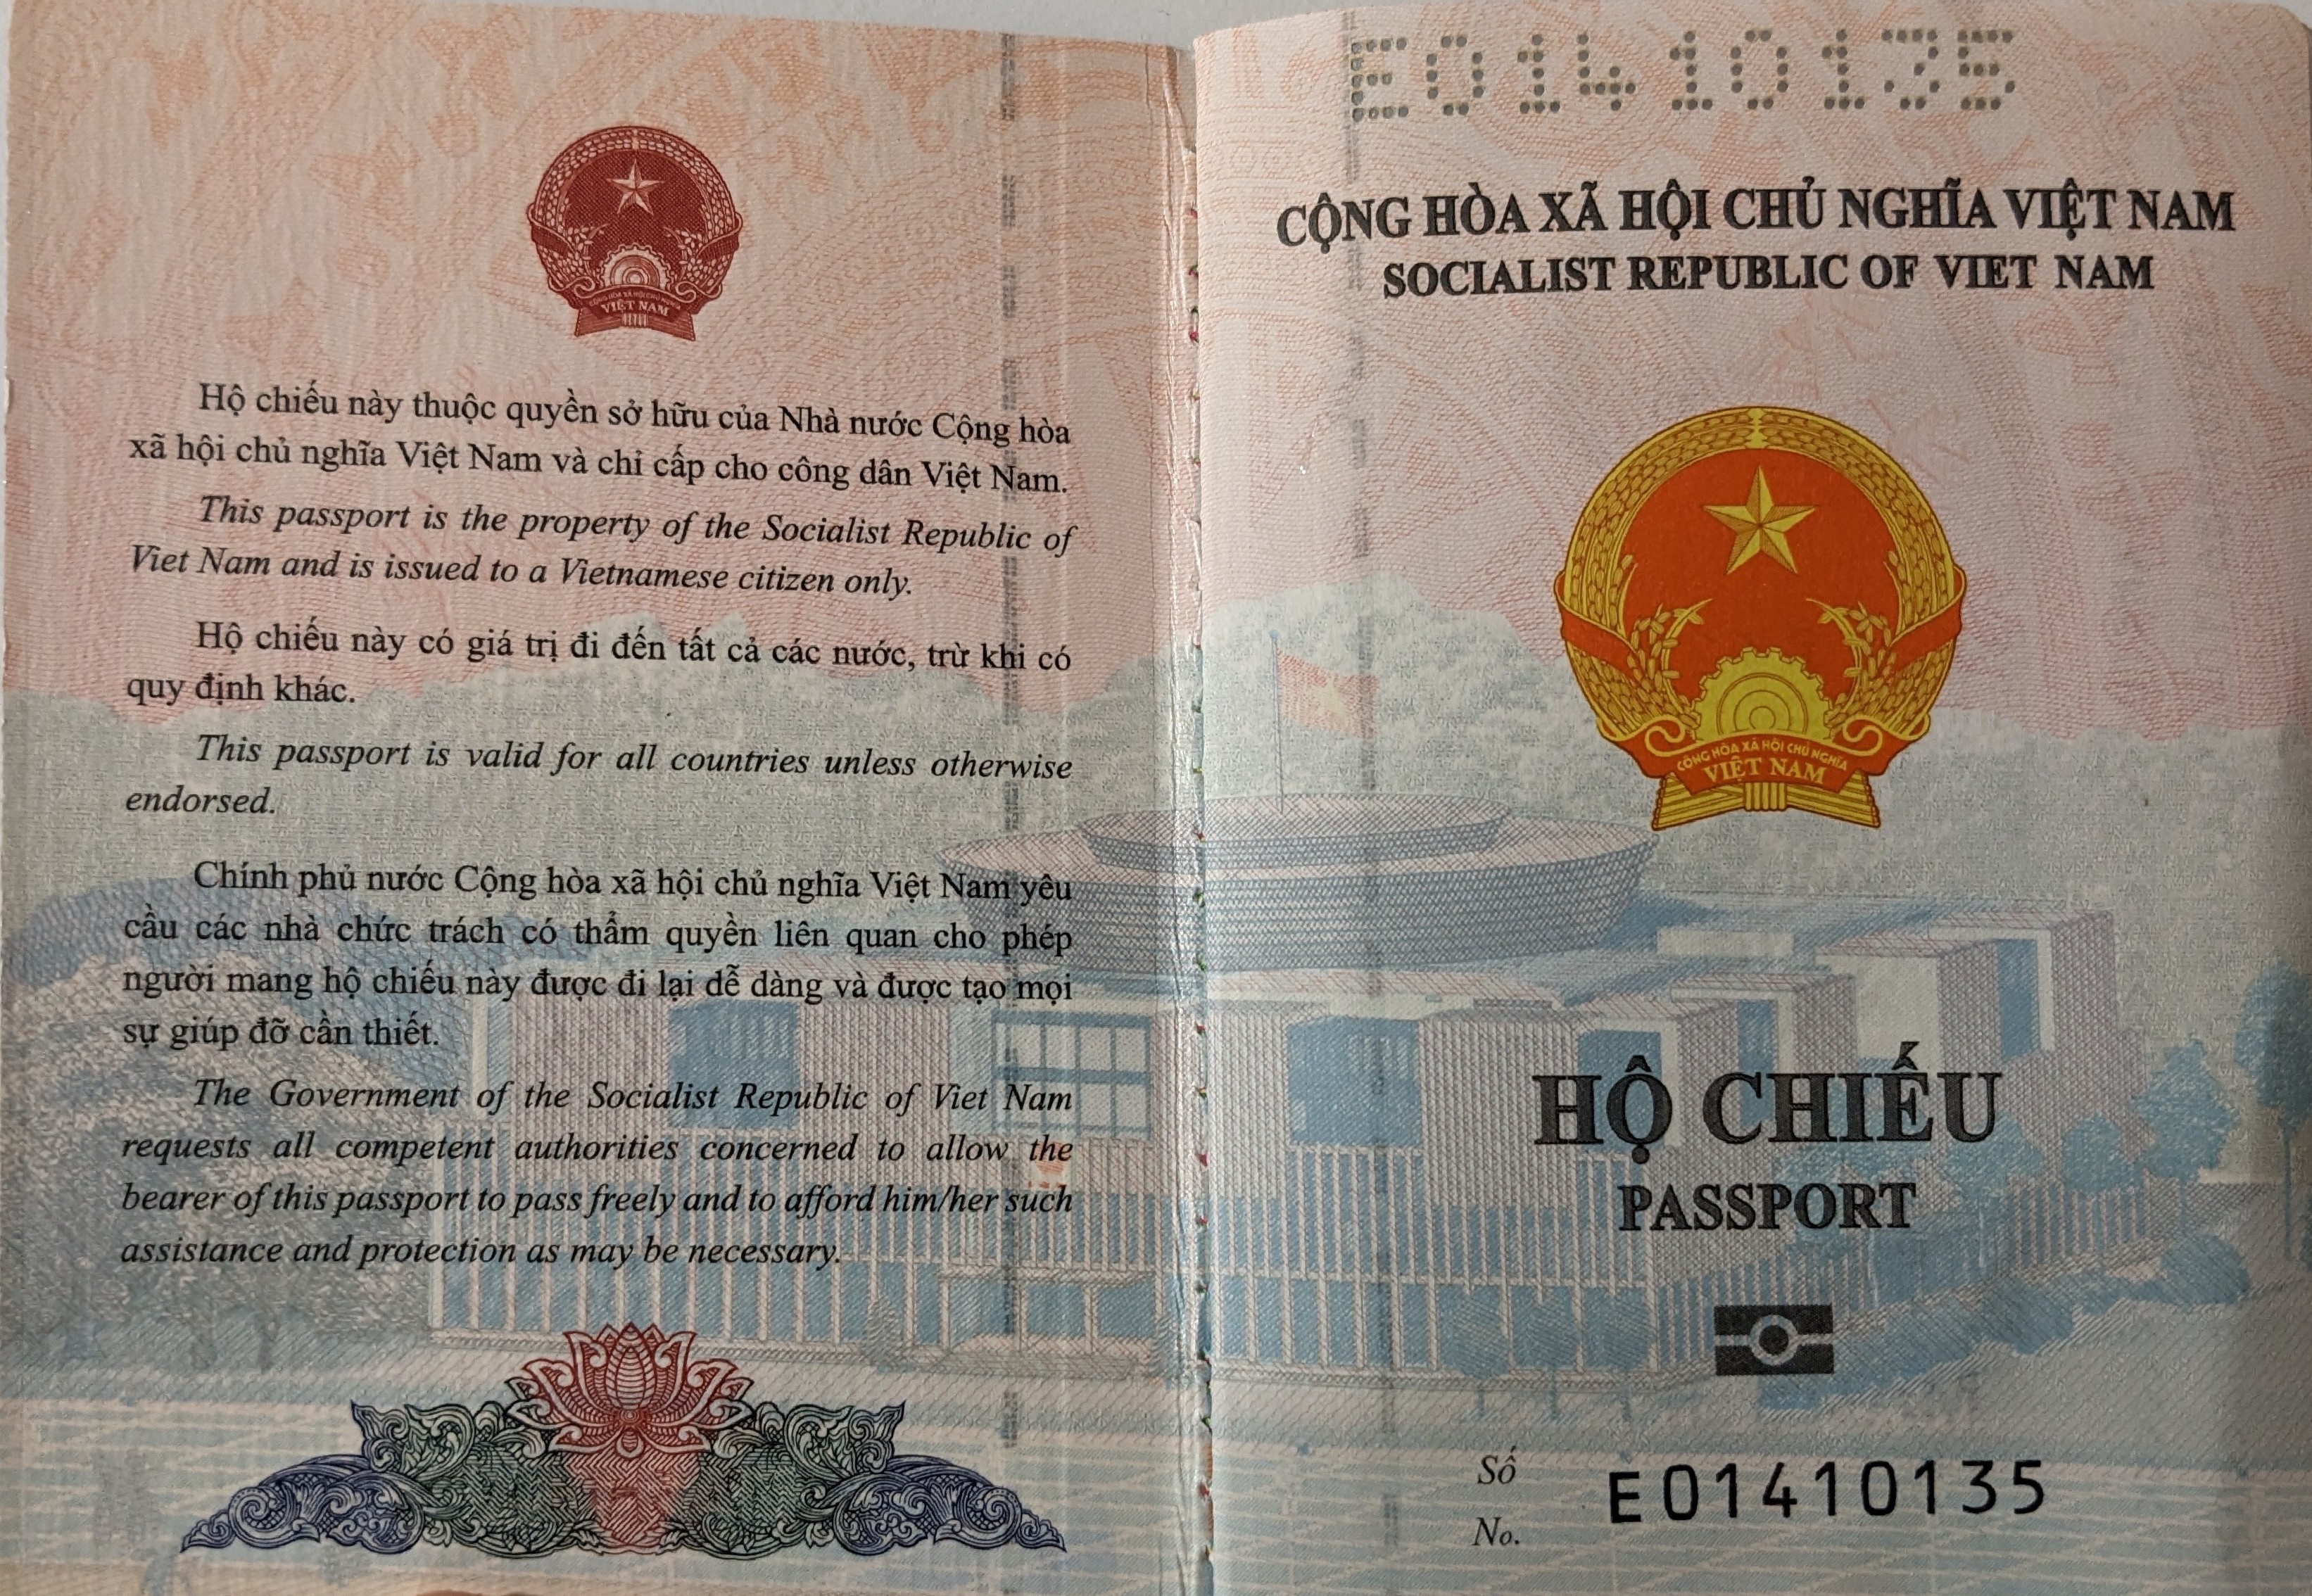 CỘNG HÒA XÃ HỘI CHỦ NGHĨA
VIỆT NAM
Hộ chiếu này thuộc quyền sở hữu của Nhà nước Cộng hòa
xã hội chủ nghĩa Việt Nam và chỉ cấp cho công dân Việt Nam.
This passport is the property of the Socialist Republic of
Viet Nam and is issued to a Vietnamese citizen only.
Hộ chiếu này có giá trị đi đến tất cả các nước, trừ khi có
quy định khác.
This passport is valid for all countries unless otherwise
endorsed.
Chính phủ nước Cộng hòa xã hội chủ nghĩa Việt Nam yêu
cầu các nhà chức trách có thẩm quyền liên quan cho phép
người mang hộ chiếu này được đi lại dễ dàng và được tạo mọi
sự giúp đỡ cần thiết.
The Government of the Socialist Republic of Viet Nam
requests all competent authorities concerned to allow the
bearer of this passport to pass freely and to afford him/her such
assistance and protection as may be necessary.
E01410135
CỘNG HÒA XÃ HỘI CHỦ NGHĨA VIỆT NAM
SOCIALIST REPUBLIC OF VIET NAM
CỘNG HÒA XÃ HỘI CHỦ NGHĨA
VIỆT NAM
HỘ CHIẾU
PASSPORT
Số
No.
E01410135